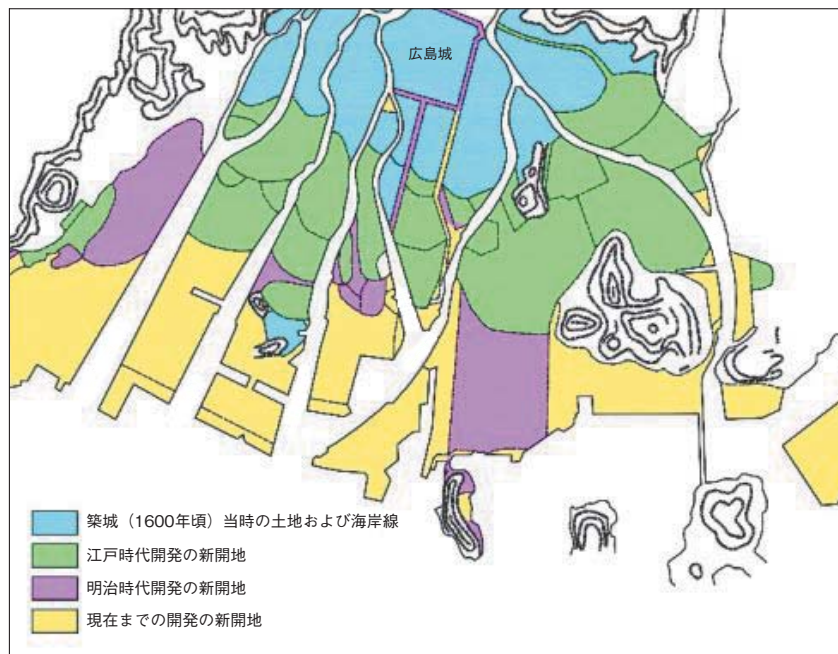 広島城
築城（1600年頃）当時の土地および海岸線
江戸時代開発の新開地
明治時代開発の新開地
現在までの開発の新開地